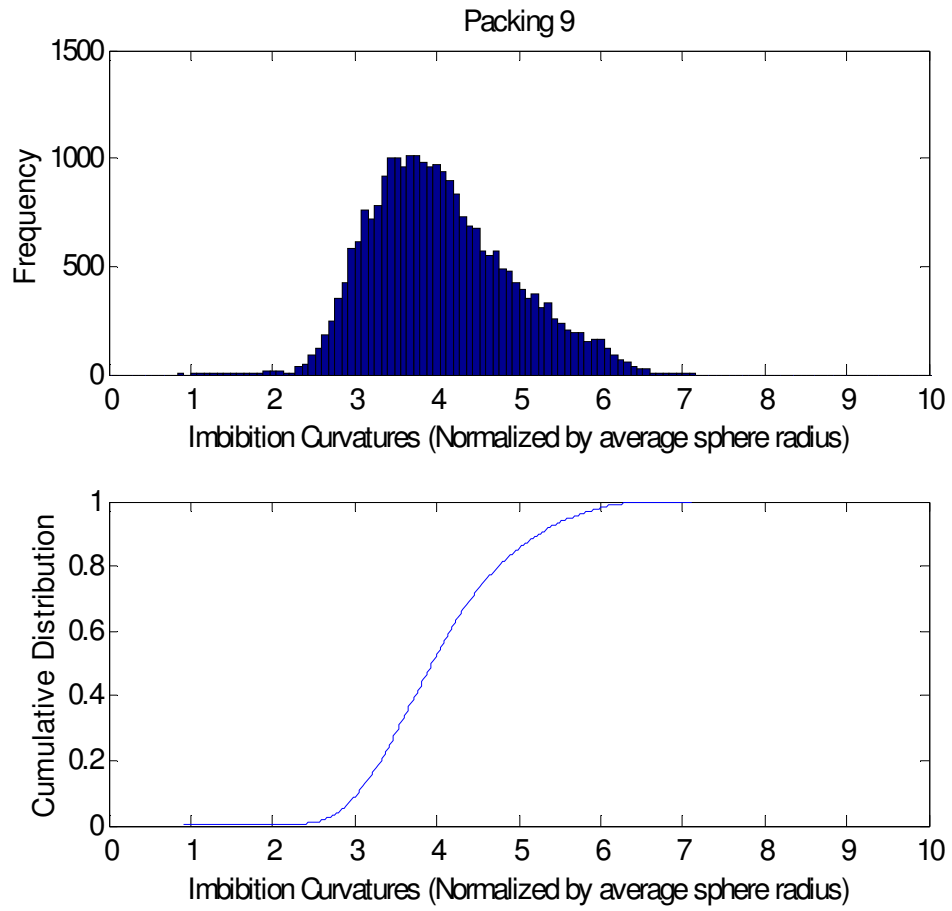 Packing 9
1500
1000
500
0
Frequency
0 1 2 3 4 5 6 7 8 9 10
Imbibition Curvatures (Normalized by average sphere radius)
1
0.8
0.6
0.4
0.2
0
Cumulative Distribution
0 1 2 3 4 5 6 7 8 9 10
Imbibition Curvatures (Normalized by average sphere radius)